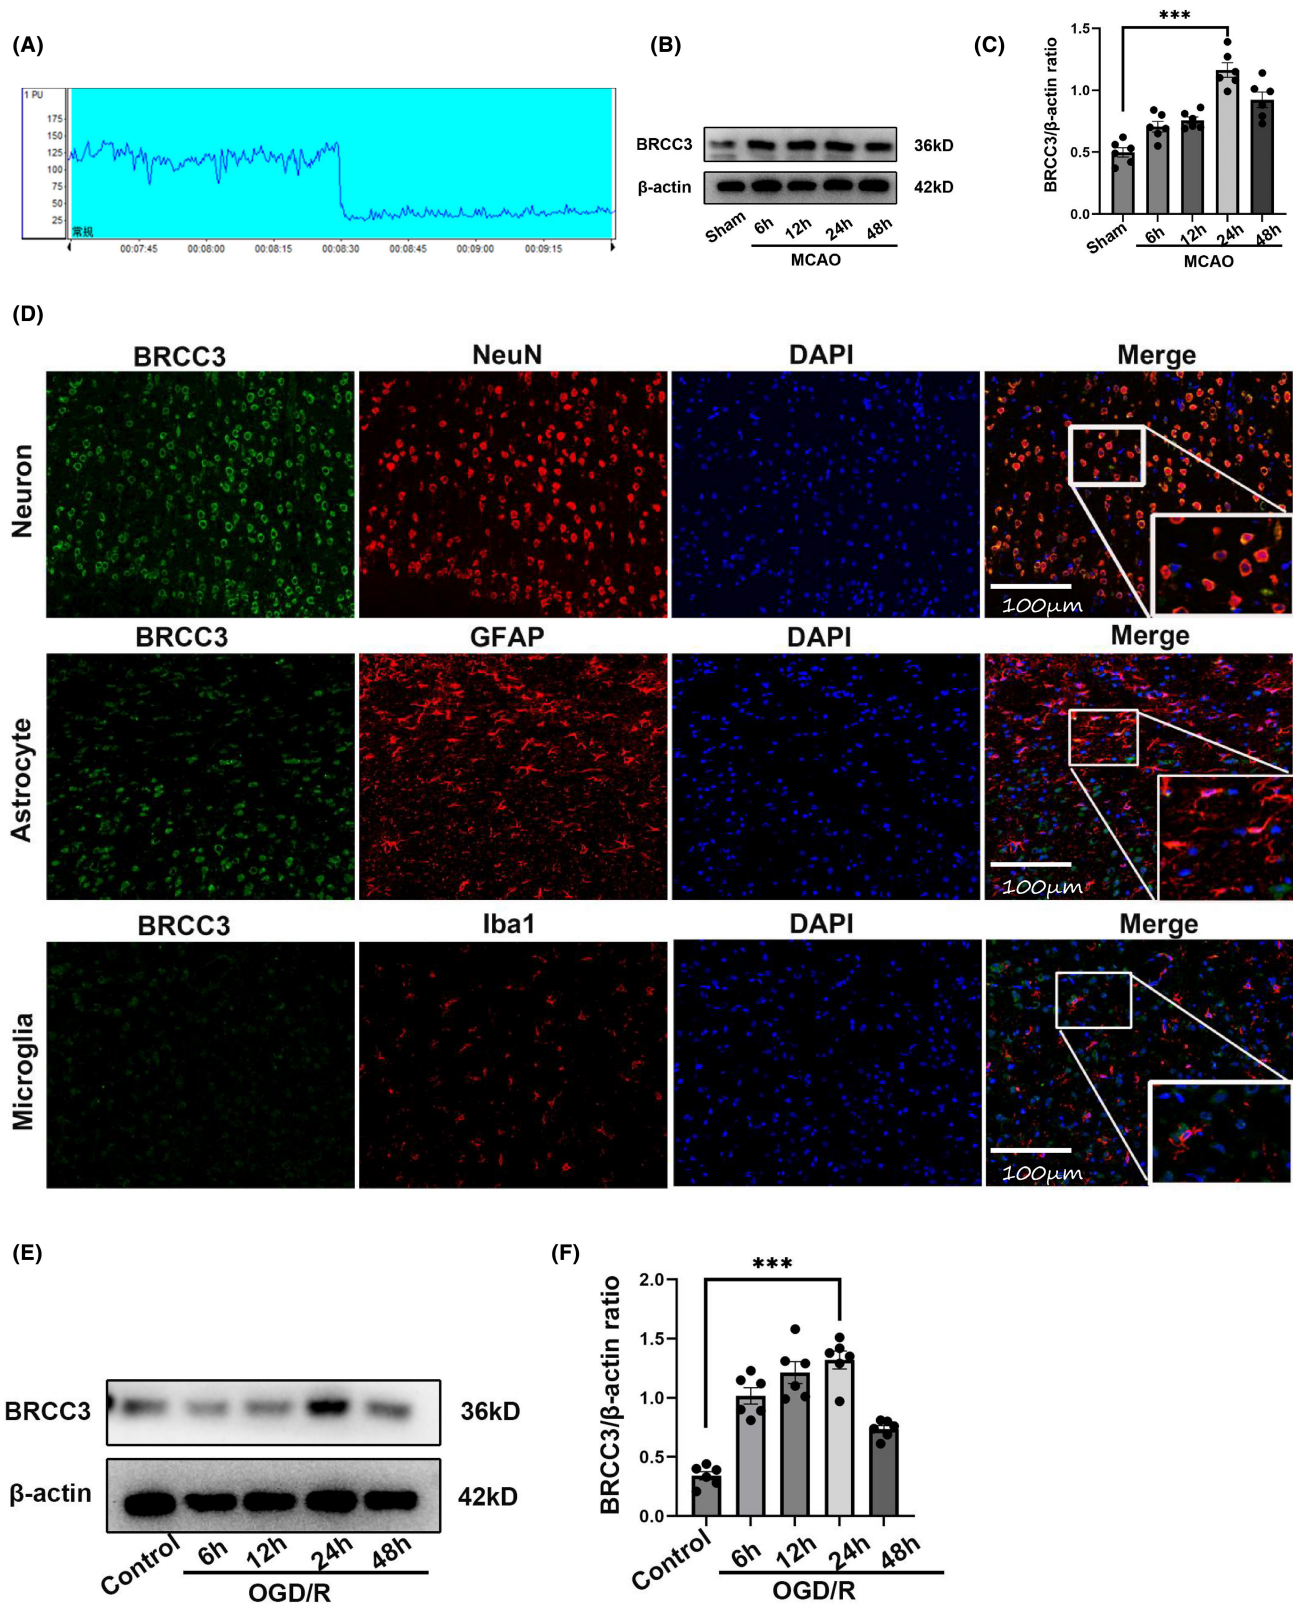 (A)
1 PU
175
150
125
100
75
50
25
常規
00:07:45
00:08:00
00:08:15
00:08:30
00:08:45
00:09:00
00:09:15
(B)
BRCC3
36kD
β-actin
42kD
Sham
6h
12h
24h
48h
MCAO
(C)
BRCC3/β-actin ratio
1.5
1.0
0.5
0.0
***
Sham
6h
12h
24h
48h
MCAO
(D)
BRCC3
NeuN
DAPI
Merge
Neuron
100μm
BRCC3
GFAP
DAPI
Merge
Astrocyte
100μm
BRCC3
Iba1
DAPI
Merge
Microglia
100μm
(E)
BRCC3
36kD
β-actin
42kD
Control
6h
12h
24h
48h
OGD/R
(F)
BRCC3/β-actin ratio
2.0
1.5
1.0
0.5
0.0
***
Control
6h
12h
24h
48h
OGD/R